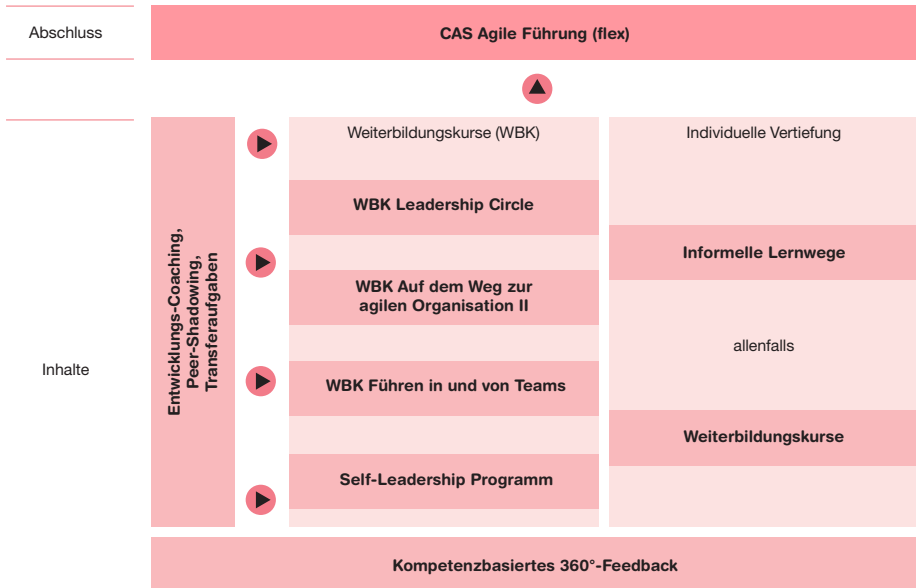 Abschluss
CAS Agile Führung (flex)
Inhalte
Entwicklungs-Coaching,
Peer-Shadowing,
Transferaufgaben
Weiterbildungskurse (WBK)
WBK Leadership Circle
WBK Auf dem Weg zur
agilen Organisation II
WBK Führen in und von Teams
Self-Leadership Programm
Individuelle Vertiefung
Informelle Lernwege
allenfalls
Weiterbildungskurse
Kompetenzbasiertes 360°-Feedback